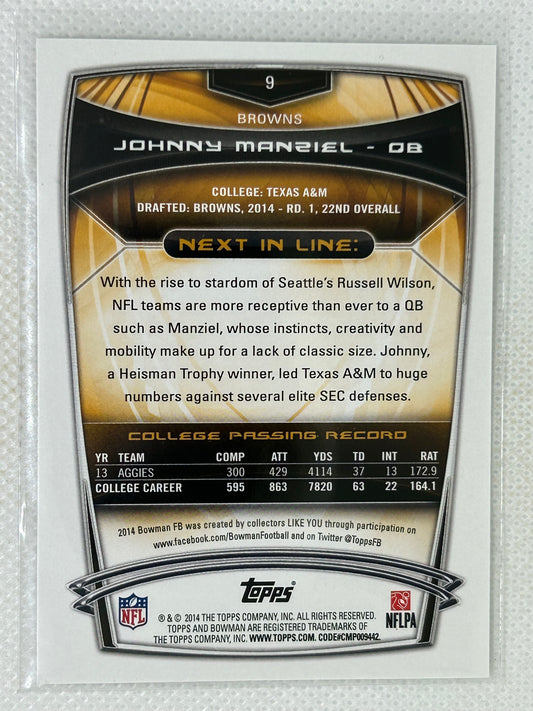 9
BROWNS
JOHNNY MANZIEL - QB
COLLEGE: TEXAS A&M
DRAFTED: BROWNS, 2014 - RD. 1, 22ND OVERALL
NEXT IN LINE:
With the rise to stardom of Seattle's Russell Wilson,
NFL teams are more receptive than ever to a QB
such as Manziel, whose instincts, creativity and
mobility make up for a lack of classic size. Johnny,
a Heisman Trophy winner, led Texas A&M to huge
numbers against several elite SEC defenses.
COLLEGE PASSING RECORD
YR TEAM COMP ATT YDS TD INT RAT
13 AGGIES 300 429 4114 37 13 172.9
COLLEGE CAREER 595 863 7820 63 22 164.1
2014 Bowman FB was created by collectors LIKE YOU through participation on
www.facebook.com/BowmanFootball and on Twitter @ToppsFB
topps
NFL
NFLPA
® & © 2014 THE TOPPS COMPANY, INC. ALL RIGHTS RESERVED.
TOPPS AND BOWMAN ARE REGISTERED TRADEMARKS OF
THE TOPPS COMPANY, INC. WWW.TOPPS.COM. CODE#CMP009442.